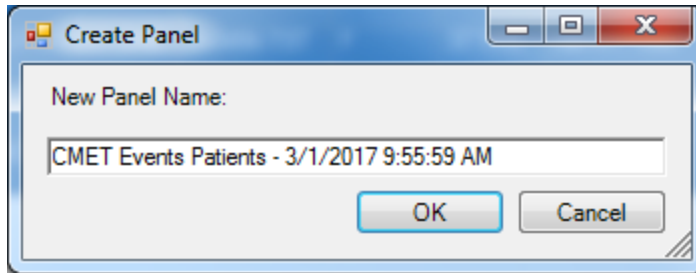 Create Panel
New Panel Name:
CMET Events Patients - 3/1/2017 9:55:59 AM
OK Cancel